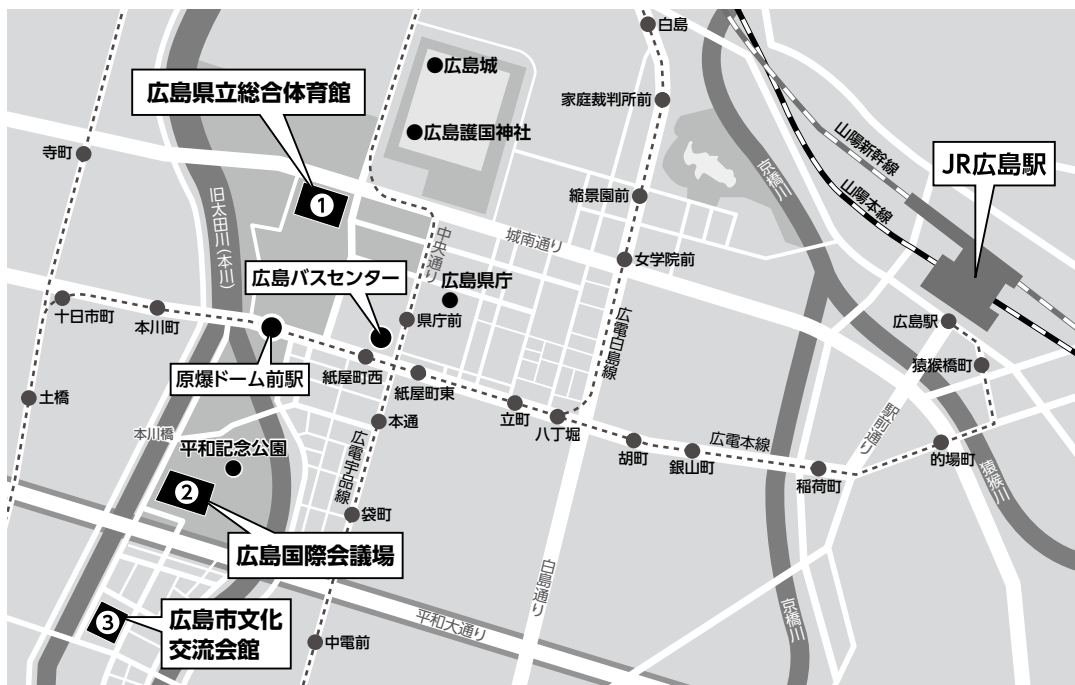 白島
広島城
広島県立総合体育館
家庭裁判所前
広島護国神社
山陽新幹線
寺町
京橋川
JR広島駅
山陽本線
縮景園前
①
旧太田川(本川)
中央通り
城南通り
女学院前
広島バスセンター
広島県庁
十日市町
本川町
県庁前
広電白島線
広島駅
原爆ドーム前駅
紙屋町西
紙屋町東
猿猴橋町
土橋
立町
八丁堀
本通
駅前通り
本川橋
平和記念公園
広電宇品線
胡町
広電本線
銀山町
稲荷町
的場町
猿猴川
②
袋町
広島国際会議場
白島通り
③
広島市文化
交流会館
平和大通り
京橋川
中電前